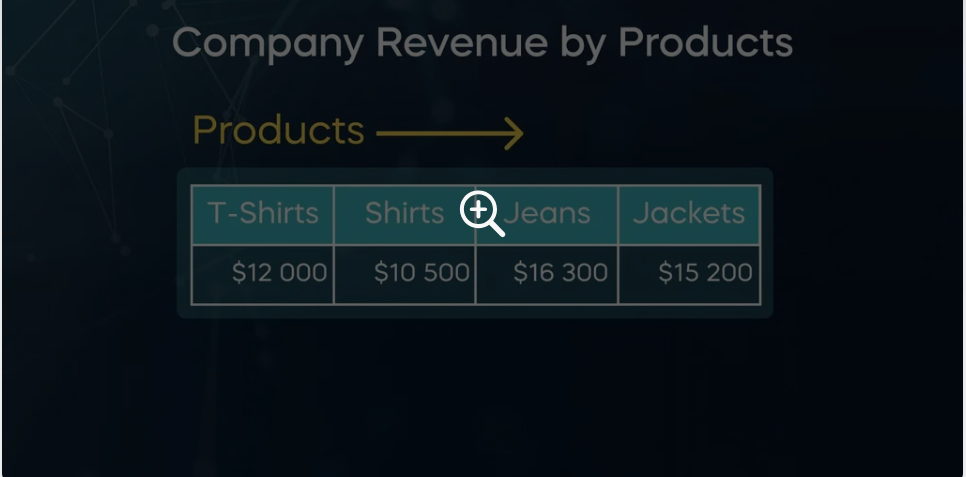 Company Revenue by Products
Products
T-Shirts Shirts Jeans Jackets
$12 000 $10 500 $16 300 $15 200